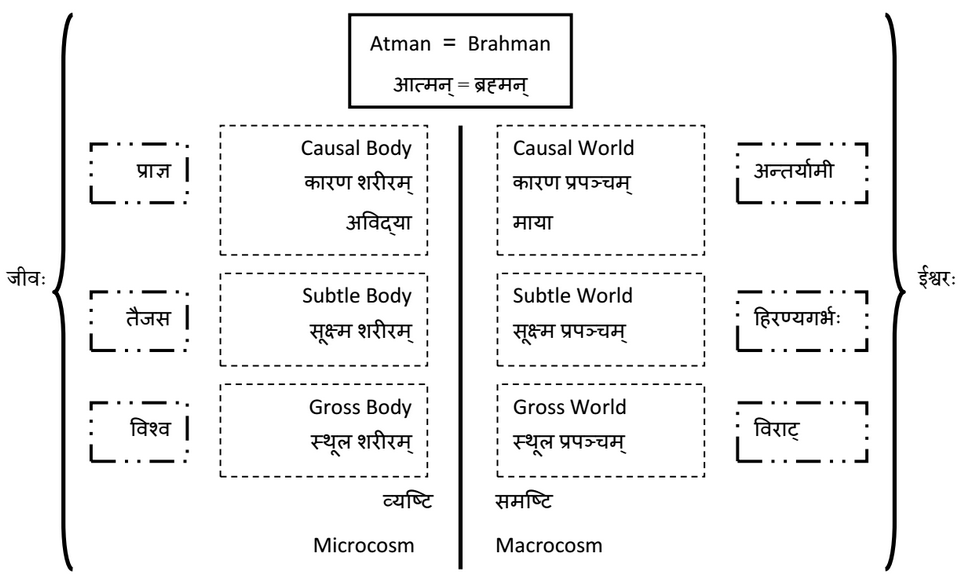 Atman = Brahman
आत्मन् = ब्रह्मन्
प्राज्ञ
Causal Body
कारण शरीरम्
अविद्या
Causal World
कारण प्रपञ्चम्
माया
अन्तर्यामी
जीवः
तैजस
Subtle Body
सूक्ष्म शरीरम्
Subtle World
सूक्ष्म प्रपञ्चम्
हिरण्यगर्भः
ईश्वरः
विश्व
Gross Body
स्थूल शरीरम्
Gross World
स्थूल प्रपञ्चम्
विराट्
व्यष्टि
समष्टि
Microcosm
Macrocosm